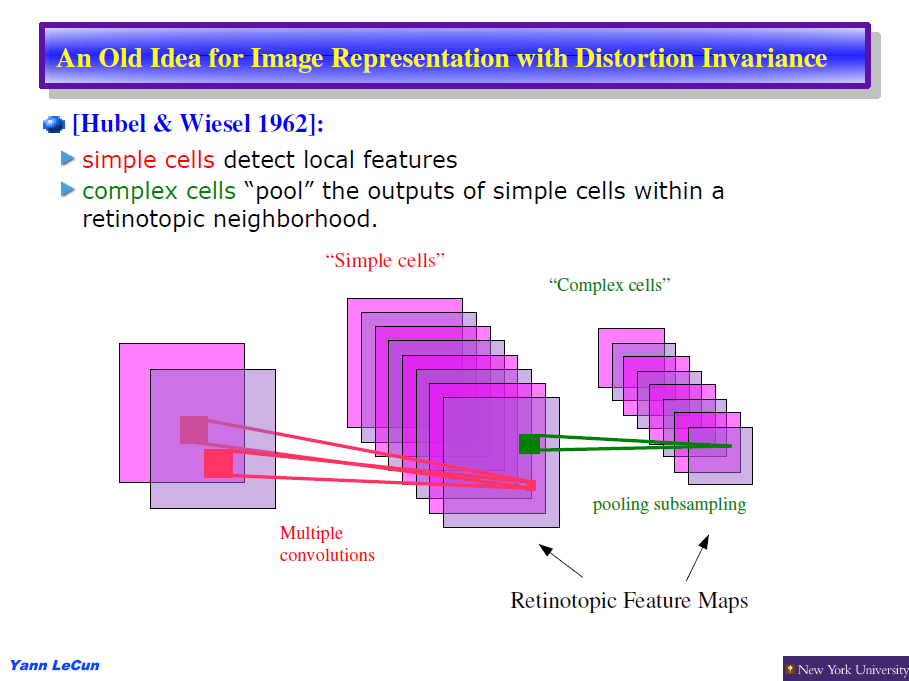 An Old Idea for Image Representation with Distortion Invariance
[Hubel & Wiesel 1962]:
simple cells detect local features
complex cells “pool” the outputs of simple cells within a
retinotopic neighborhood.
“Simple cells”
“Complex cells”
pooling subsampling
Multiple
convolutions
Retinotopic Feature Maps
Yann LeCun
New York University